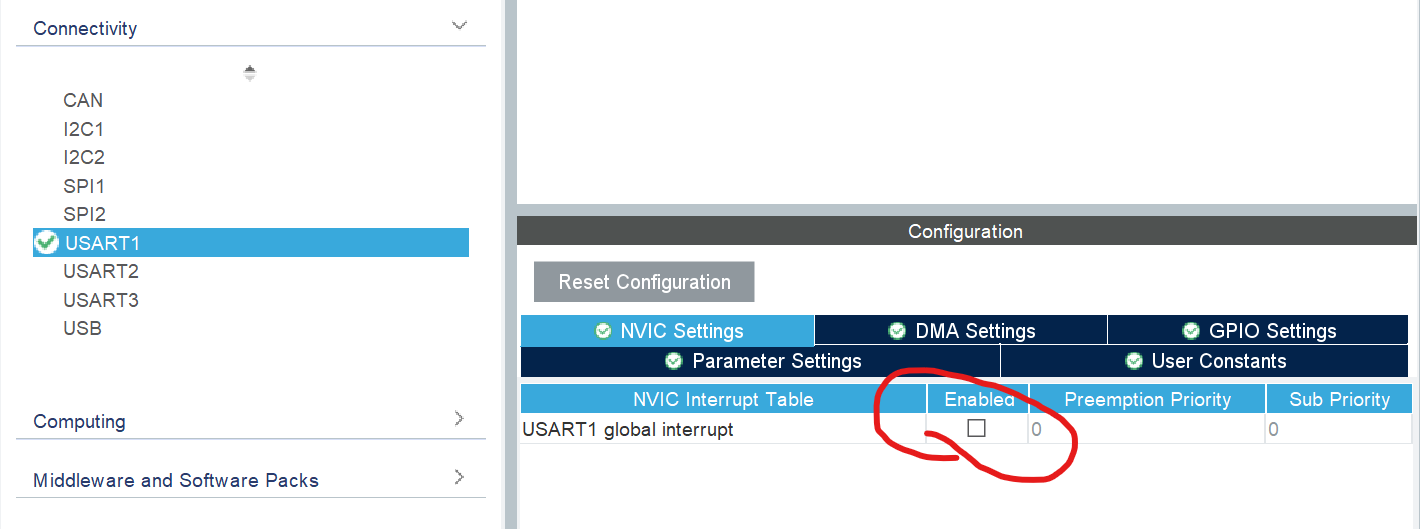 Connectivity
CAN
I2C1
I2C2
SPI1
SPI2
USART1
USART2
USART3
USB
Computing
Middleware and Software Packs
Configuration
Reset Configuration
NVIC Settings DMA Settings GPIO Settings
Parameter Settings User Constants
NVIC Interrupt Table Enabled Preemption Priority Sub Priority
USART1 global interrupt 0 0